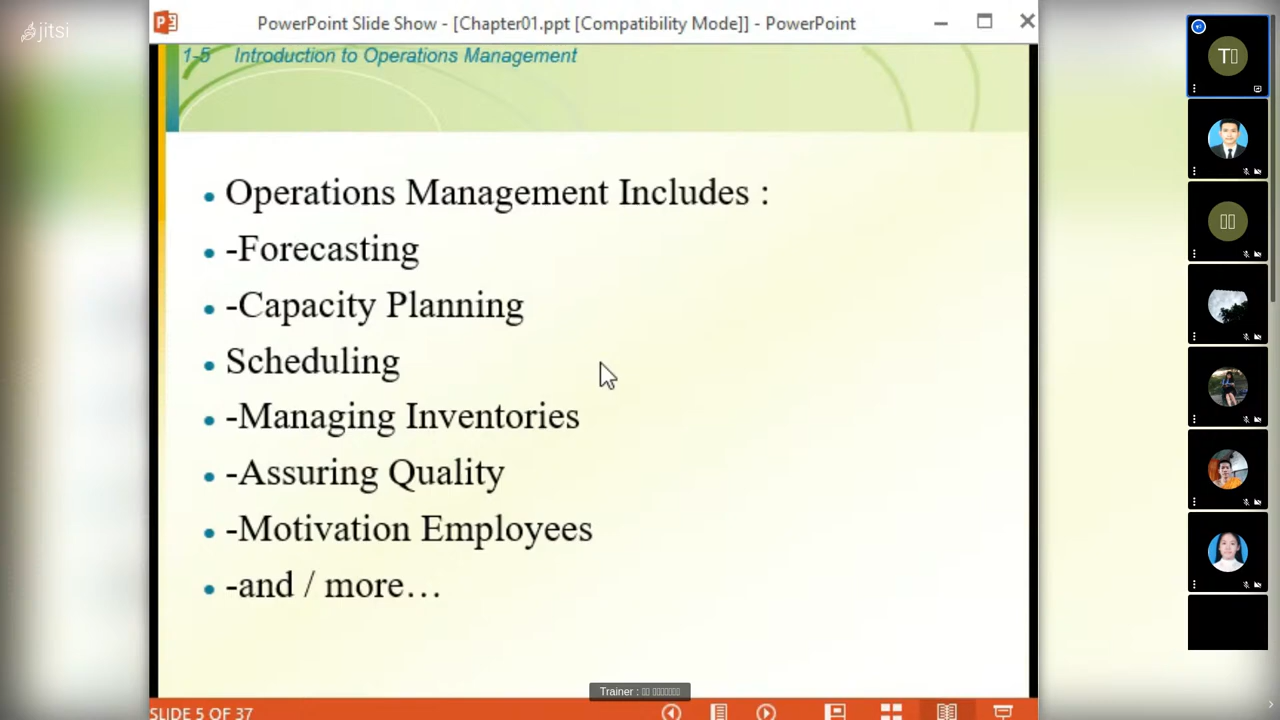 jitsi
PowerPoint Slide Show - [Chapter01.ppt [Compatibility Mode]] - PowerPoint
1-5 Introduction to Operations Management
• Operations Management Includes :
• -Forecasting
• -Capacity Planning
• Scheduling
• -Managing Inventories
• -Assuring Quality
• -Motivation Employees
• -and / more…
Trainer :
SLIDE 5 OF 37
T